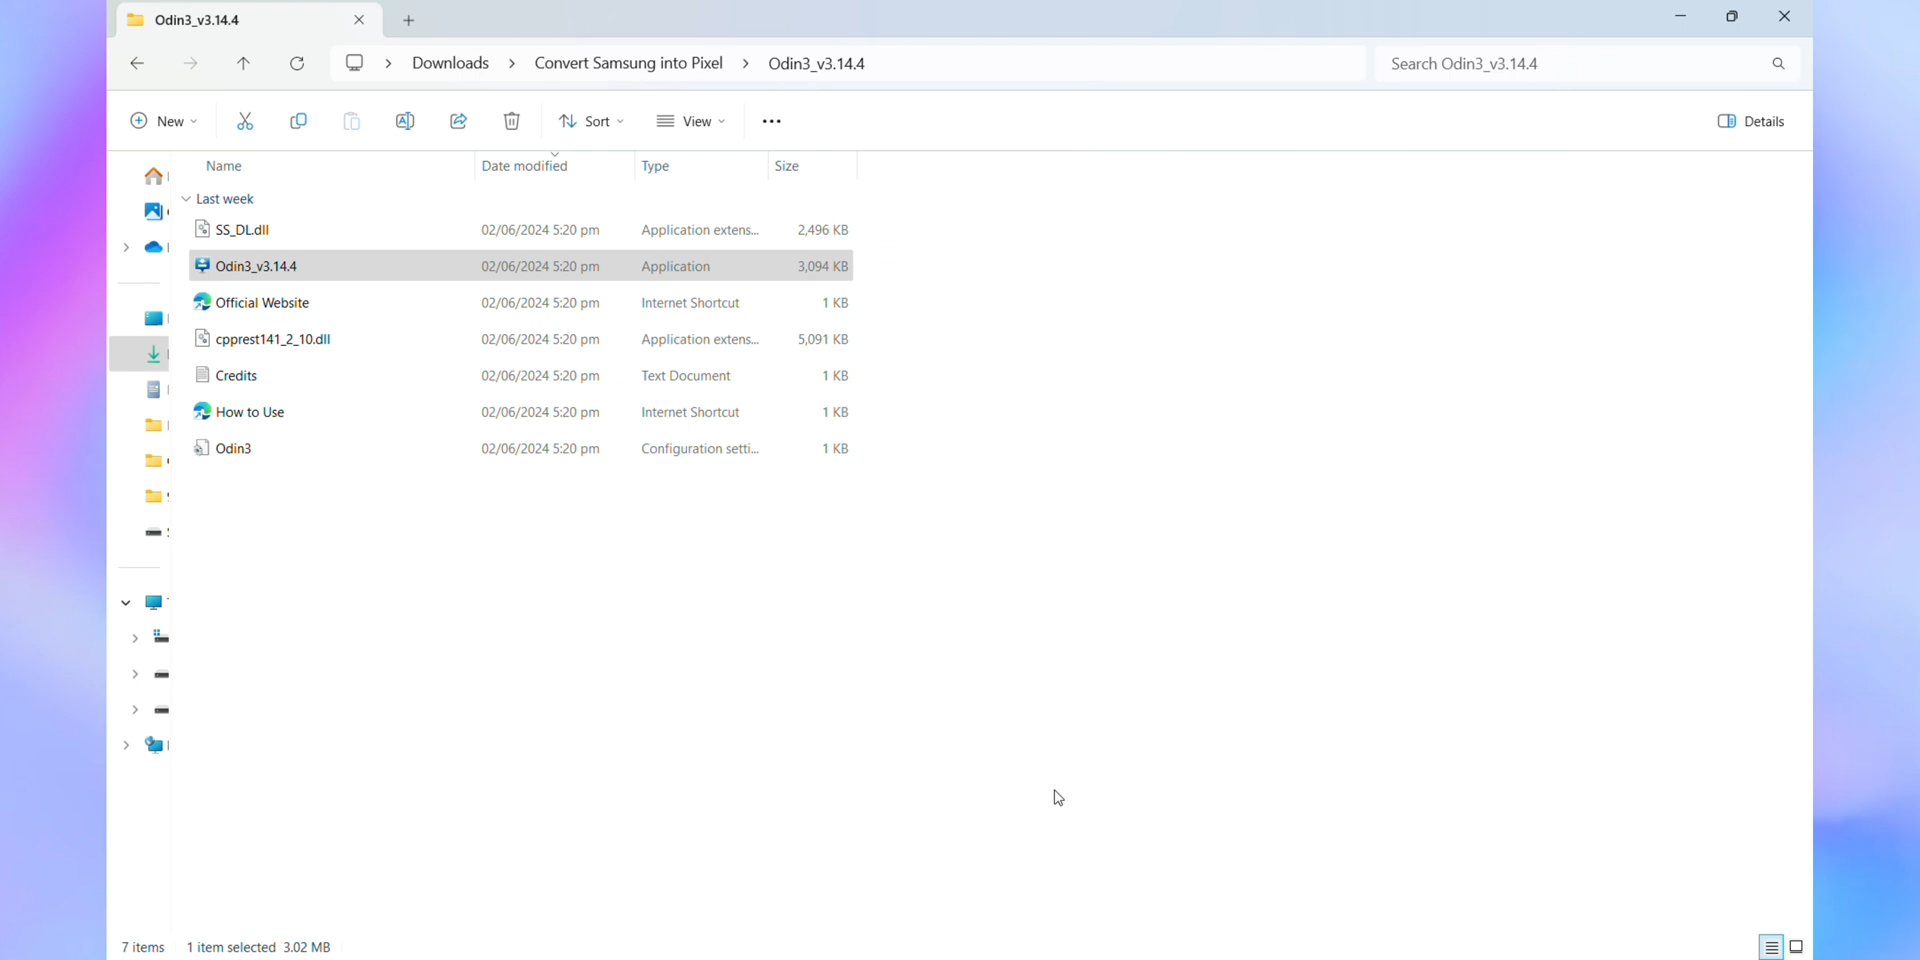 Odin3_v3.14.4
Downloads > Convert Samsung into Pixel > Odin3_v3.14.4
Search Odin3_v3.14.4
New
Sort
View
Details
Name Date modified Type Size
Last week
SS_DL.dll 02/06/2024 5:20 pm Application extens... 2,496 KB
Odin3_v3.14.4 02/06/2024 5:20 pm Application 3,094 KB
Official Website 02/06/2024 5:20 pm Internet Shortcut 1 KB
cpprest141_2_10.dll 02/06/2024 5:20 pm Application extens... 5,091 KB
Credits 02/06/2024 5:20 pm Text Document 1 KB
How to Use 02/06/2024 5:20 pm Internet Shortcut 1 KB
Odin3 02/06/2024 5:20 pm Configuration setti... 1 KB
7 items 1 item selected 3.02 MB